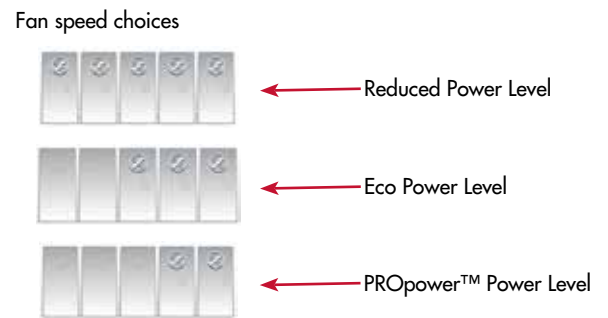 Fan speed choices
Reduced Power Level
Eco Power Level
PROpower™ Power Level